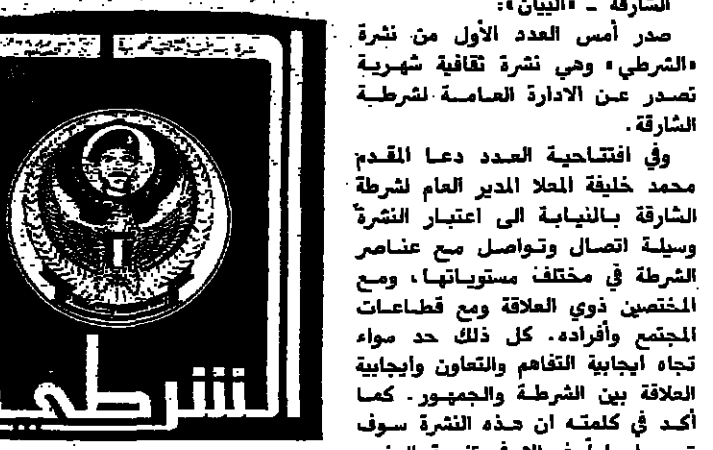 الشارقة ـ «البيان»:
صدر أمس العدد الأول من نشرة
«الشرطي» وهي نشرة ثقافية شهرية
تصدر عن الادارة العامة لشرطة
الشارقة.
وفي افتتاحية العدد دعا المقدم
محمد خليفة المعلا المدير العام لشرطة
الشارقة بالنيابة الى اعتبار النشرة
وسيلة اتصال وتواصل مع عناصر
الشرطة في مختلف مستوياتها، ومع
المختصين ذوي العلاقة ومع قطاعات
المجتمع وأفراده. كل ذلك حد سواء
تجاه ايجابية التفاهم والتعاون وايجابية
العلاقة بين الشرطة والجمهور. كما
أكد في كلمته ان هذه النشرة سوف
الشرطي